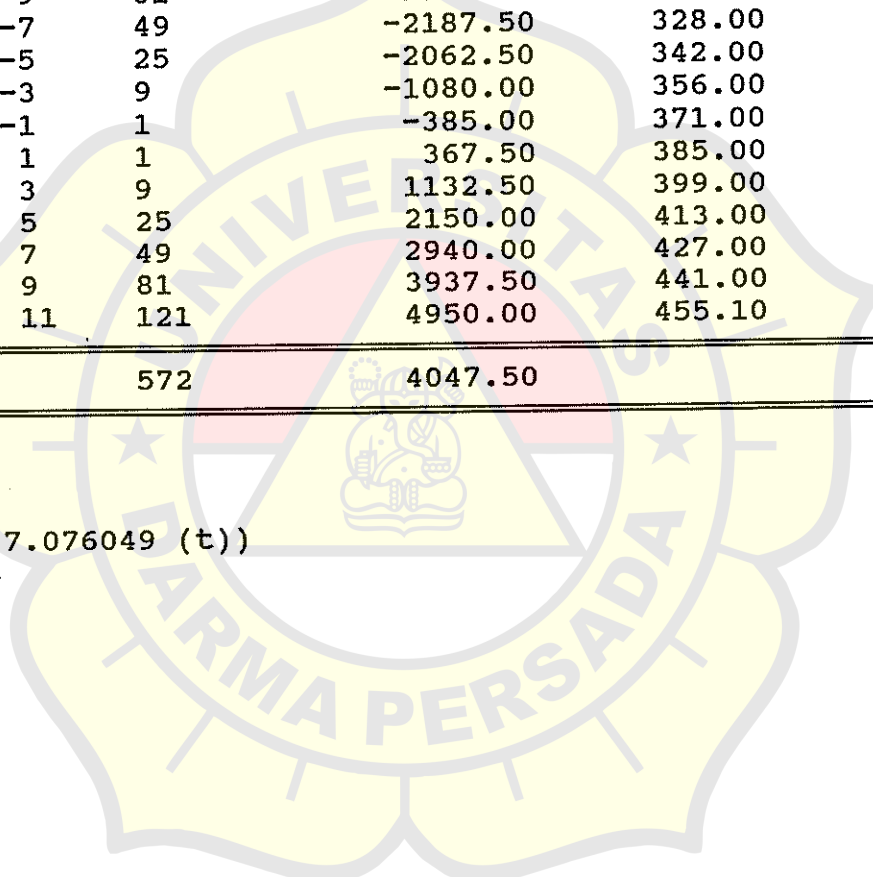 -7 49 -2187.50 328.00
-5 25 -2062.50 342.00
-3 9 -1080.00 356.00
-1 1 -385.00 371.00
1 1 367.50 385.00
3 9 1132.50 399.00
5 25 2150.00 413.00
7 49 2940.00 427.00
9 81 3937.50 441.00
11 121 4950.00 455.10
572 4047.50
7.076049 (t))
UNIVERSITAS
DARMA PERSADA